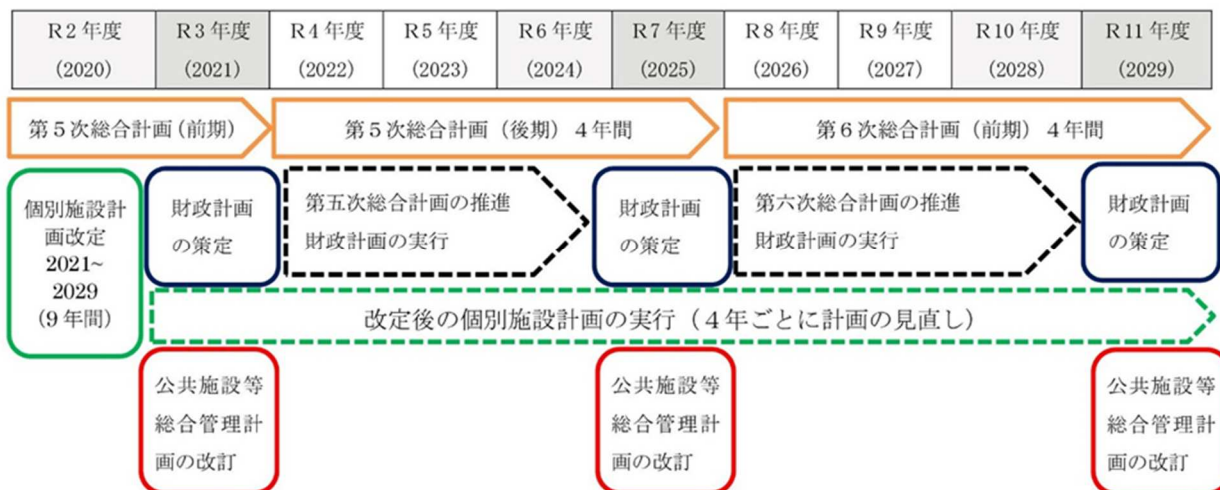 R2年度
(2020)
R3年度
(2021)
R4年度
(2022)
R5年度
(2023)
R6年度
(2024)
R7年度
(2025)
R8年度
(2026)
R9年度
(2027)
R10年度
(2028)
R11年度
(2029)
第5次総合計画(前期)
第5次総合計画（後期）4年間
第6次総合計画（前期）4年間
個別施設計
画改定
2021~
2029
(9年間)
財政計画
の策定
第五次総合計画の推進
財政計画の実行
財政計画
の策定
第六次総合計画の推進
財政計画の実行
財政計画
の策定
改定後の個別施設計画の実行（４年ごとに計画の見直し）
公共施設等
総合管理計
画の改訂
公共施設等
総合管理計
画の改訂
公共施設等
総合管理計
画の改訂